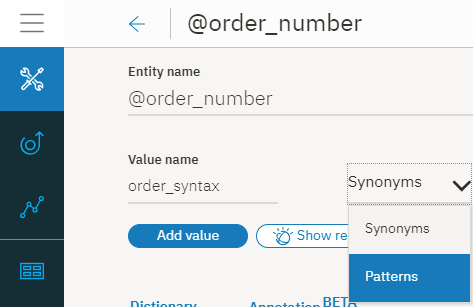 @order_number
Entity name
@order_number
Value name
order_syntax
Synonyms
Synonyms
Add value
Show re
Patterns
Dictionary
Annotation BETA